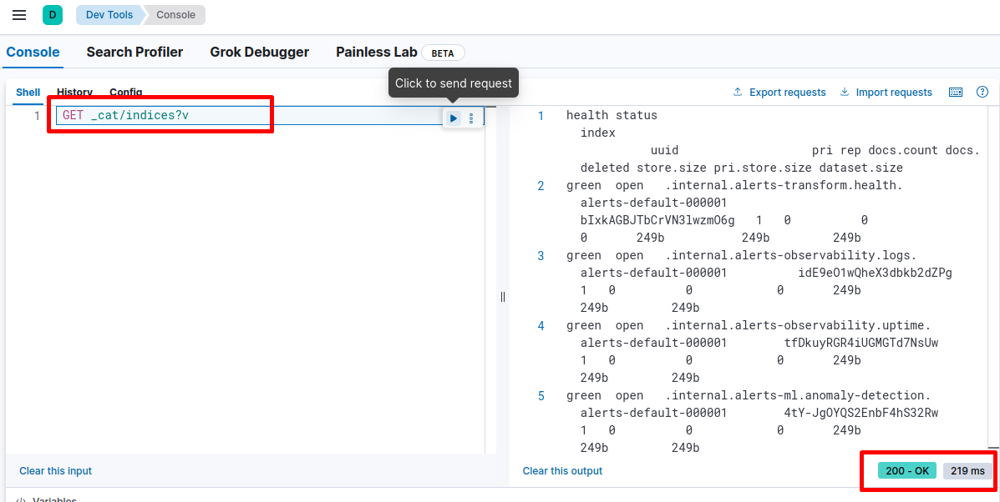 D
Dev Tools
Console
Console
Search Profiler
Grok Debugger
Painless Lab
BETA
Click to send request
Shell
History
Config
Export requests
Import requests
1
GET _cat/indices?v
1
health status
index
uuid pri rep docs.count docs.
deleted store.size pri.store.size dataset.size
2
green open .internal.alerts-transform.health.
alerts-default-000001
bIxkAGBJTbCrVN3lwzmO6g 1 0 0
0 249b 249b 249b
3
green open .internal.alerts-observability.logs.
alerts-default-000001 idE9eO1wQheX3dbkb2dZPg
1 0 0 0 249b
249b 249b
4
green open .internal.alerts-observability.uptime.
alerts-default-000001 tfDkuyRGR4iUGMGTd7NsUw
1 0 0 0 249b
249b 249b
5
green open .internal.alerts-ml.anomaly-detection.
alerts-default-000001 4tY-JgOYQS2EnbF4hS32Rw
1 0 0 0 249b
249b 249b
Clear this input
Clear this output
200 - OK
219 ms
Variables